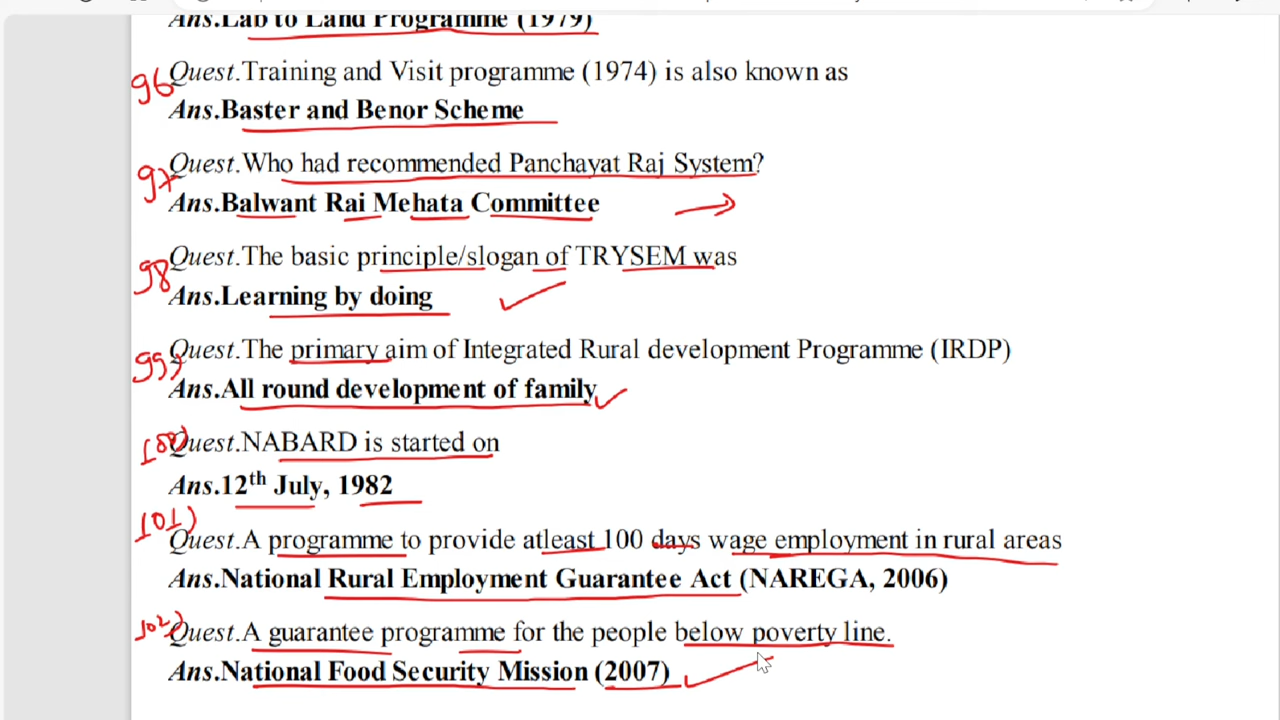 Ans.Lab to Land Programme (1979)
96 Quest.Training and Visit programme (1974) is also known as
Ans.Baster and Benor Scheme
97 Quest.Who had recommended Panchayat Raj System?
Ans.Balwant Rai Mehata Committee
98 Quest.The basic principle/slogan of TRYSEM was
Ans.Learning by doing
99) Quest.The primary aim of Integrated Rural development Programme (IRDP)
Ans.All round development of family
100) Quest.NABARD is started on
Ans.12th July, 1982
101)
Quest.A programme to provide atleast 100 days wage employment in rural areas
Ans.National Rural Employment Guarantee Act (NAREGA, 2006)
102) Quest.A guarantee programme for the people below poverty line.
Ans.National Food Security Mission (2007)